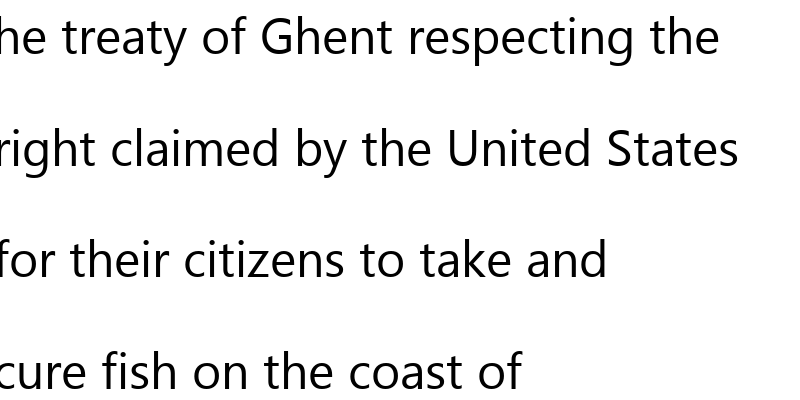 he treaty of Ghent respecting the
right claimed by the United States
for their citizens to take and
cure fish on the coast of